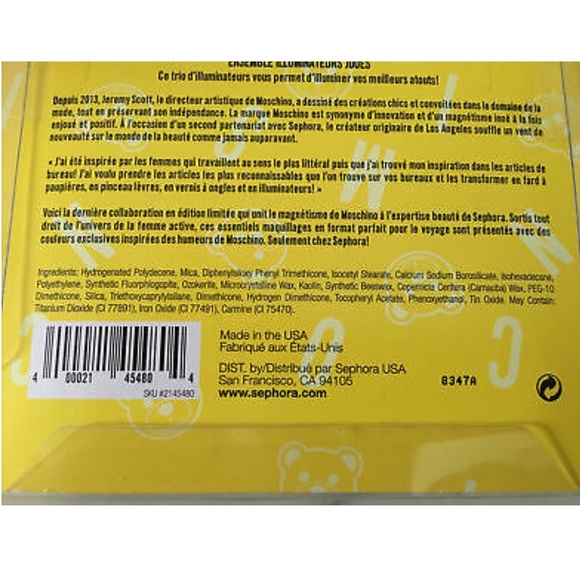 ENSEMBLE ILLUMINATEURS JOUES
Ce trio d'illuminateurs vous permet d'illuminer vos meilleurs atouts!
Depuis 2013, Jeremy Scott, le directeur artistique de Moschino, a dessiné des créations chics et convoitées dans le domaine de la
mode, tout en préservant son indépendance. La marque Moschino est synonyme d'innovation et d'un magnétisme inné à la fois
enjoué et positif. À l'occasion d'un second partenariat avec Sephora, le créateur originaire de Los Angeles souffle un vent de
nouveauté sur le monde de la beauté comme jamais auparavant.
« J'ai été inspirée par les femmes qui travaillent au sens le plus littéral puis que j'ai trouvé mon inspiration dans les articles de
bureau! J'ai voulu prendre les articles les plus reconnaissables que l'on trouve sur vos bureaux et les transformer en fard à
paupières, en pinceau lèvres, en vernis à ongles et en illuminateurs! »
Voici la dernière collaboration en édition limitée qui unit le magnétisme de Moschino à l'expertise beauté de Sephora. Sortis tout
droit de l'univers de la femme active, ces essentiels maquillages en format parfait pour le voyage sont présentés avec des
couleurs exclusives inspirées des humeurs de Moschino. Seulement chez Sephora!
Ingredients: Hydrogenated Polydecene, Mica, Diphenylsiloxy Phenyl Trimethicone, Isocetyl Stearate, Calcium Sodium Borosilicate, Isohexadecane,
Polyethylene, Synthetic Fluorphlogopite, Ozokerite, Microcrystalline Wax, Kaolin, Synthetic Beeswax, Copernicia Cerifera (Carnauba) Wax, PEG-10
Dimethicone, Silica, Triethoxycaprylylsilane, Dimethicone, Hydrogen Dimethicone, Tocopheryl Acetate, Phenoxyethanol, Tin Oxide. May Contain:
Titanium Dioxide (CI 77891), Iron Oxide (CI 77491), Carmine (CI 75470).
Made in the USA
Fabriqué aux États-Unis
DIST. by/Distribué par Sephora USA
San Francisco, CA 94105
www.sephora.com
8347A
4 00021 45480 4
SKU #2145480